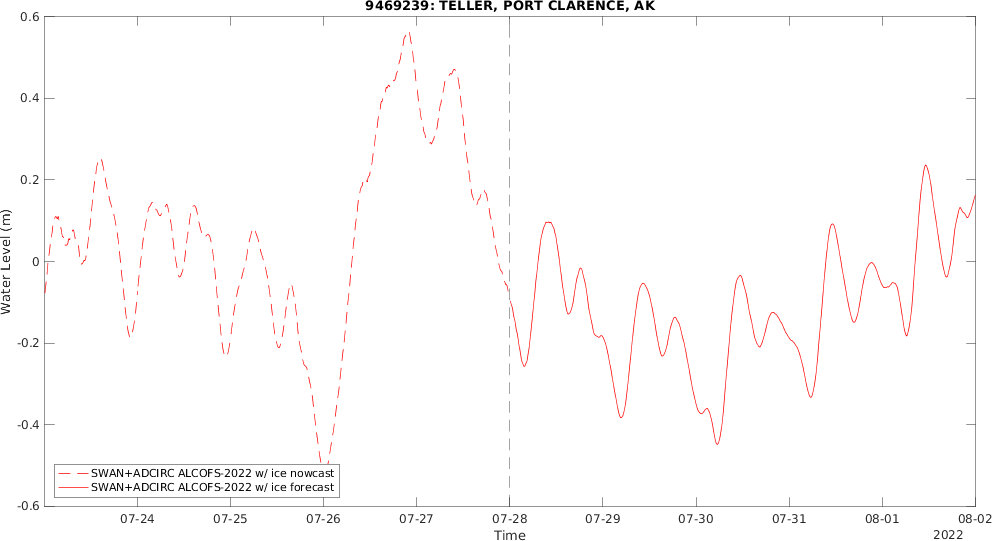 9469239: TELLER, PORT CLARENCE, AK
0.6
0.4
0.2
0
-0.2
-0.4
-0.6
Water Level (m)
SWAN+ADCIRC ALCOFS-2022 w/ ice nowcast
SWAN+ADCIRC ALCOFS-2022 w/ ice forecast
07-24 07-25 07-26 07-27 07-28 07-29 07-30 07-31 08-01 08-02
Time
2022